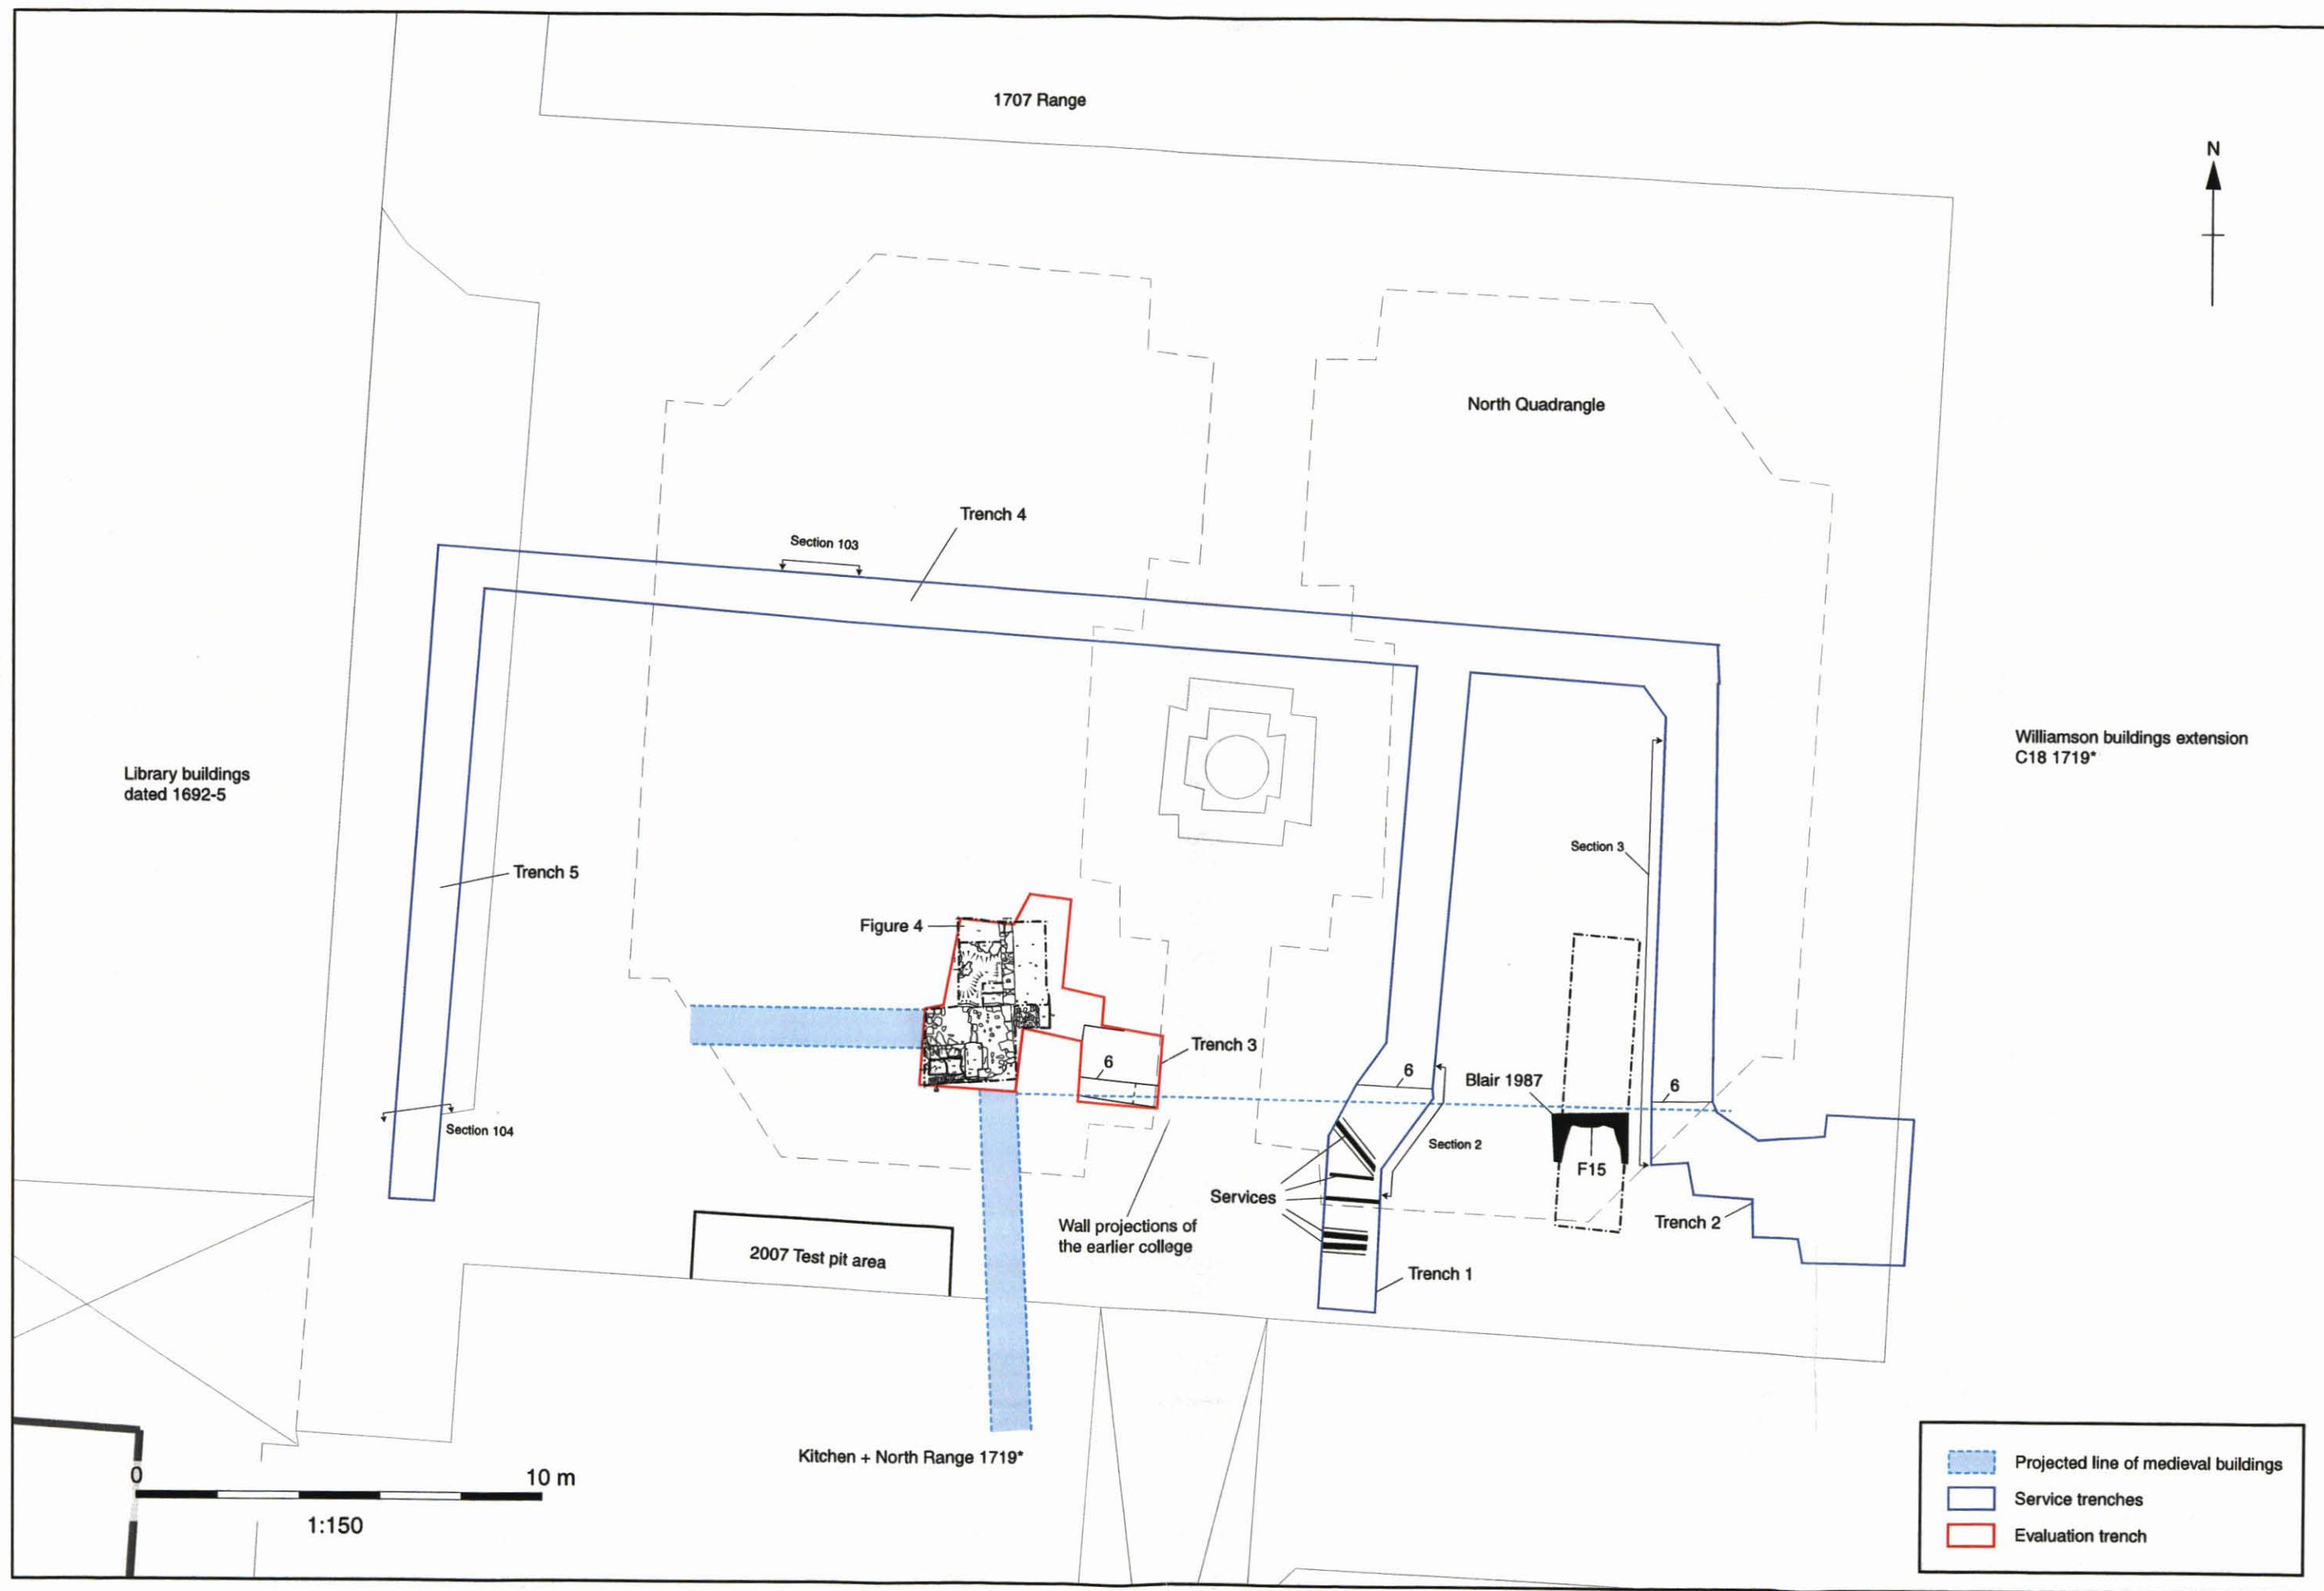 1707 Range
N
North Quadrangle
Trench 4
Section 103
Williamson buildings extension
C18 1719*
Library buildings
dated 1692-5
Section 3
Trench 5
Figure 4
Trench 3
6
6
Blair 1987
6
Section 104
Section 2
F15
Services
Trench 2
Wall projections of
the earlier college
2007 Test pit area
Trench 1
Kitchen + North Range 1719*
0
10 m
1:150
Projected line of medieval buildings
Service trenches
Evaluation trench